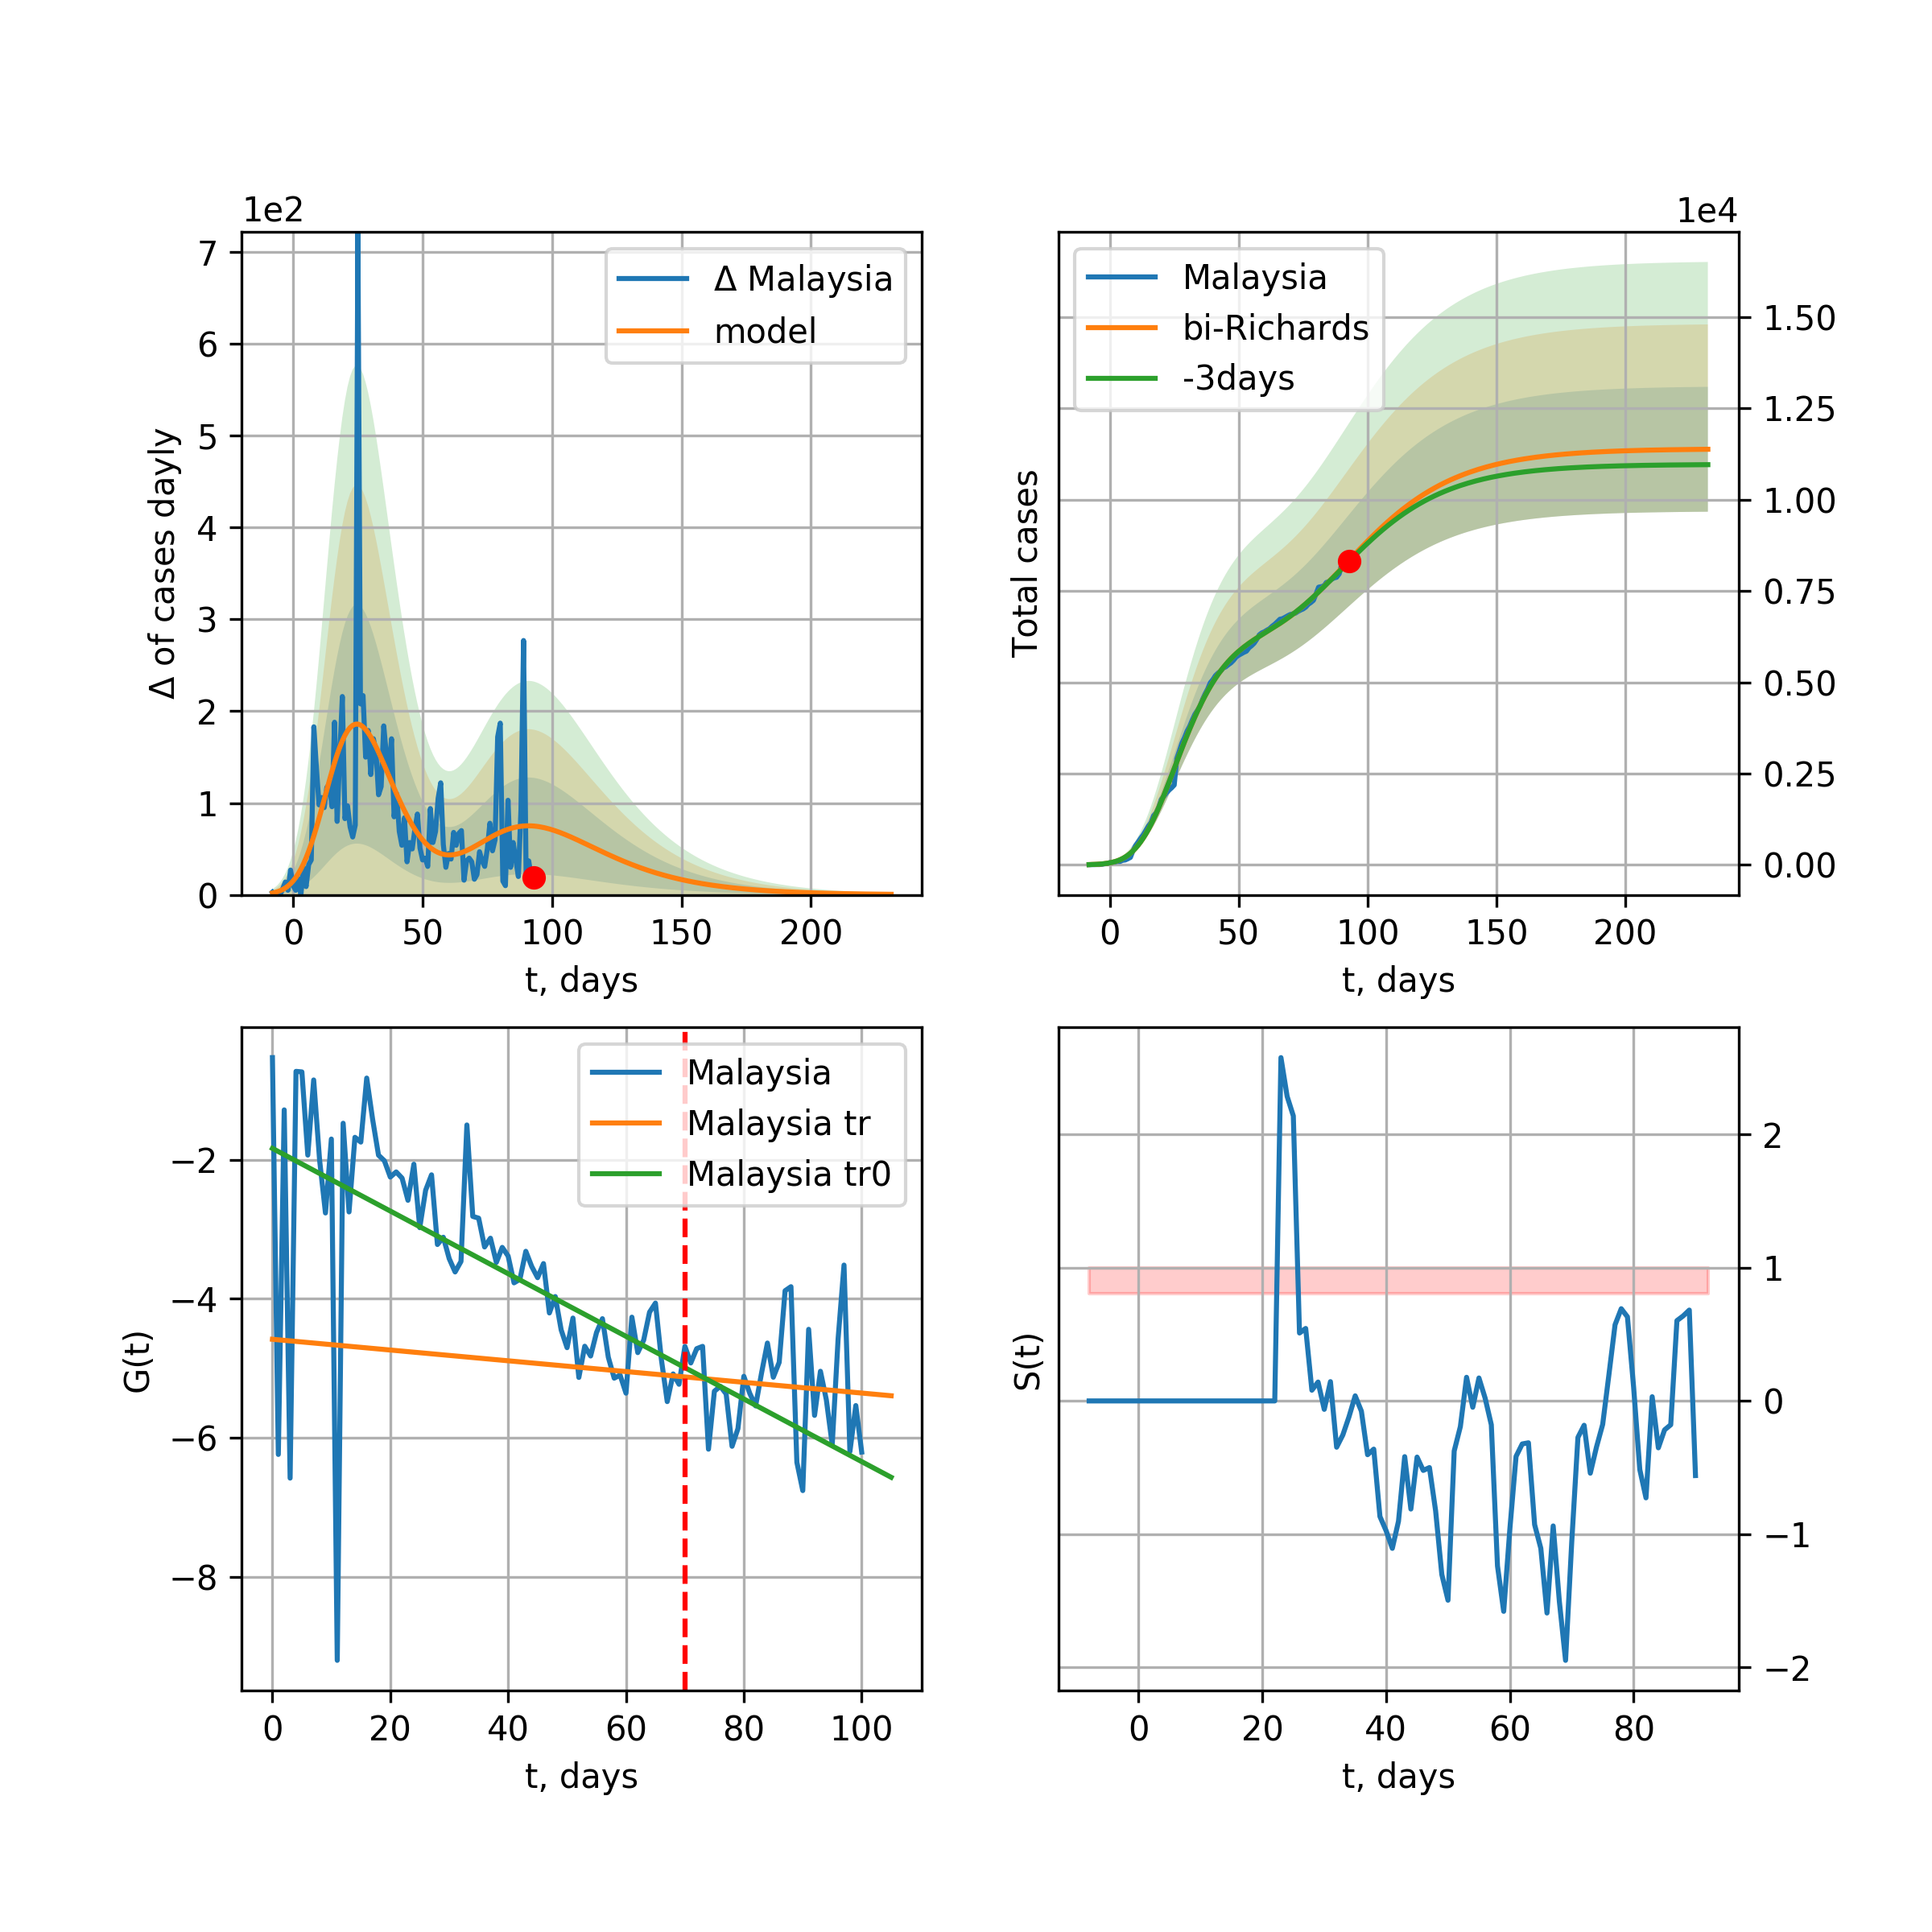 1e2
7
6
5
4
3
2
1
0
Δ of cases dayly
Δ Malaysia
model
0 50 100 150 200
t, days
1e4
Malaysia
bi-Richards
-3days
Total cases
1.50
1.25
1.00
0.75
0.50
0.25
0.00
0 50 100 150 200
t, days
Malaysia
Malaysia tr
Malaysia tr0
G(t)
−2
−4
−6
−8
0 20 40 60 80 100
t, days
S(t)
2
1
0
−1
−2
0 20 40 60 80
t, days